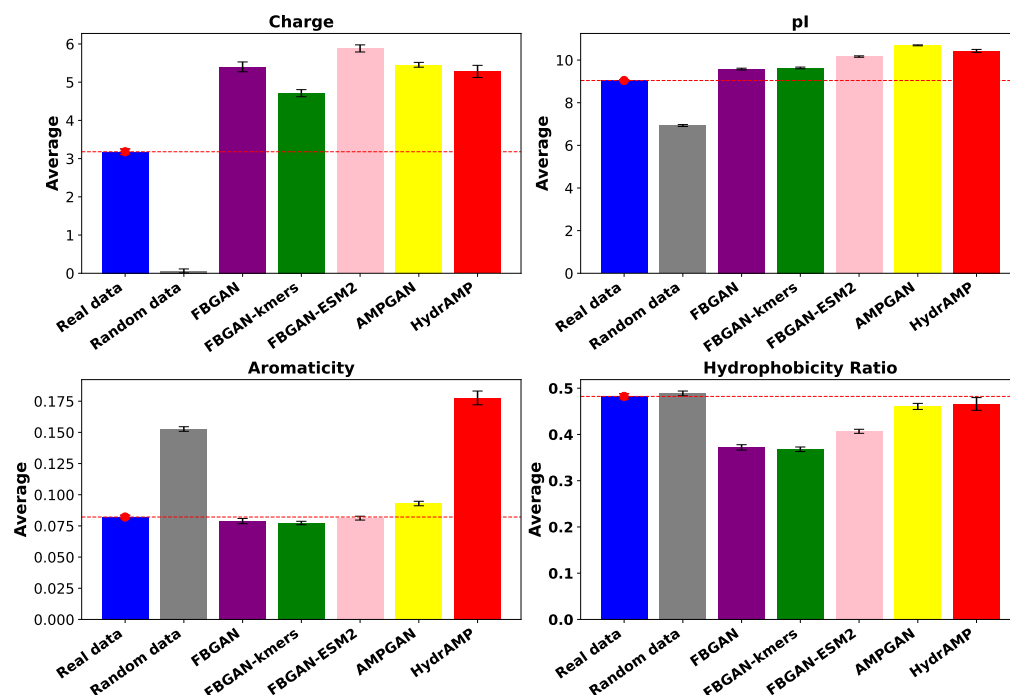 Charge
6
5
4
3
2
1
0
Average
Real data
Random data
FBGAN
FBGAN-kmers
FBGAN-ESM2
AMPGAN
HydrAMP
pI
10
8
6
4
2
0
Average
Real data
Random data
FBGAN
FBGAN-kmers
FBGAN-ESM2
AMPGAN
HydrAMP
Aromaticity
0.175
0.150
0.125
0.100
0.075
0.050
0.025
0.000
Average
Real data
Random data
FBGAN
FBGAN-kmers
FBGAN-ESM2
AMPGAN
HydrAMP
Hydrophobicity Ratio
0.5
0.4
0.3
0.2
0.1
0.0
Average
Real data
Random data
FBGAN
FBGAN-kmers
FBGAN-ESM2
AMPGAN
HydrAMP